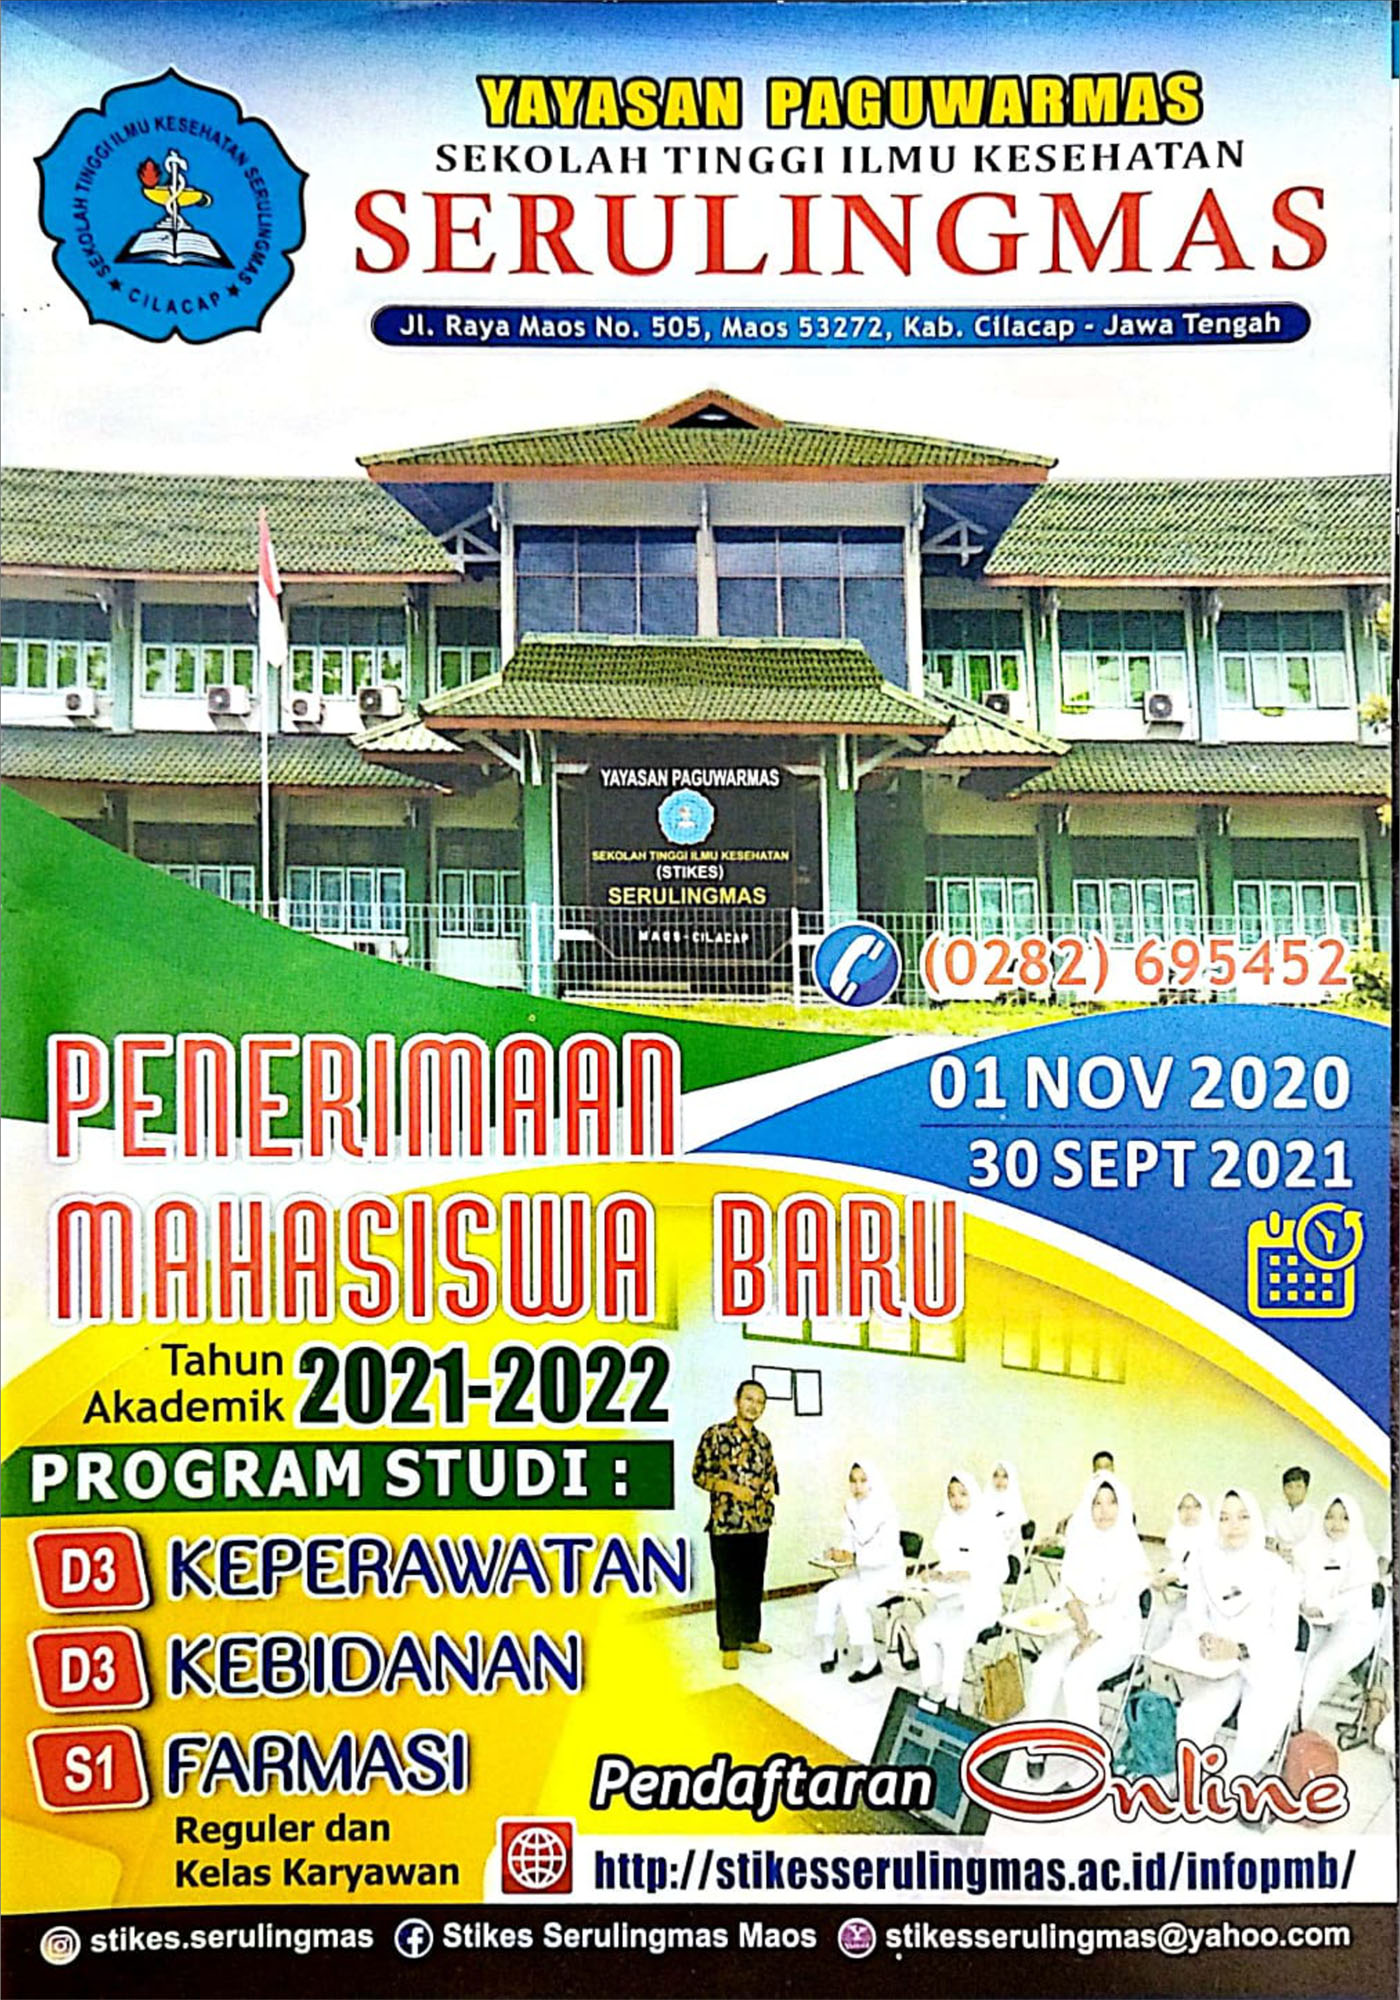 SEKOLAH TINGGI ILMU KESEHATAN SERULINGMAS
★ CILACAP ★
YAYASAN PAGUWARMAS
SEKOLAH TINGGI ILMU KESEHATAN
SERULINGMAS
Jl. Raya Maos No. 505, Maos 53272, Kab. Cilacap - Jawa Tengah
YAYASAN PAGUWARMAS
SEKOLAH TINGGI ILMU KESEHATAN
(STIKES)
SERULINGMAS
MAOS-CILACAP
(0282) 695452
PENERIMAAN
MAHASISWA BARU
01 NOV 2020
30 SEPT 2021
Tahun Akademik 2021-2022
PROGRAM STUDI :
D3 KEPERAWATAN
D3 KEBIDANAN
S1 FARMASI
Reguler dan
Kelas Karyawan
Pendaftaran Online
http://stikesserulingmas.ac.id/infopmb/
stikes.serulingmas Stikes Serulingmas Maos stikesserulingmas@yahoo.com